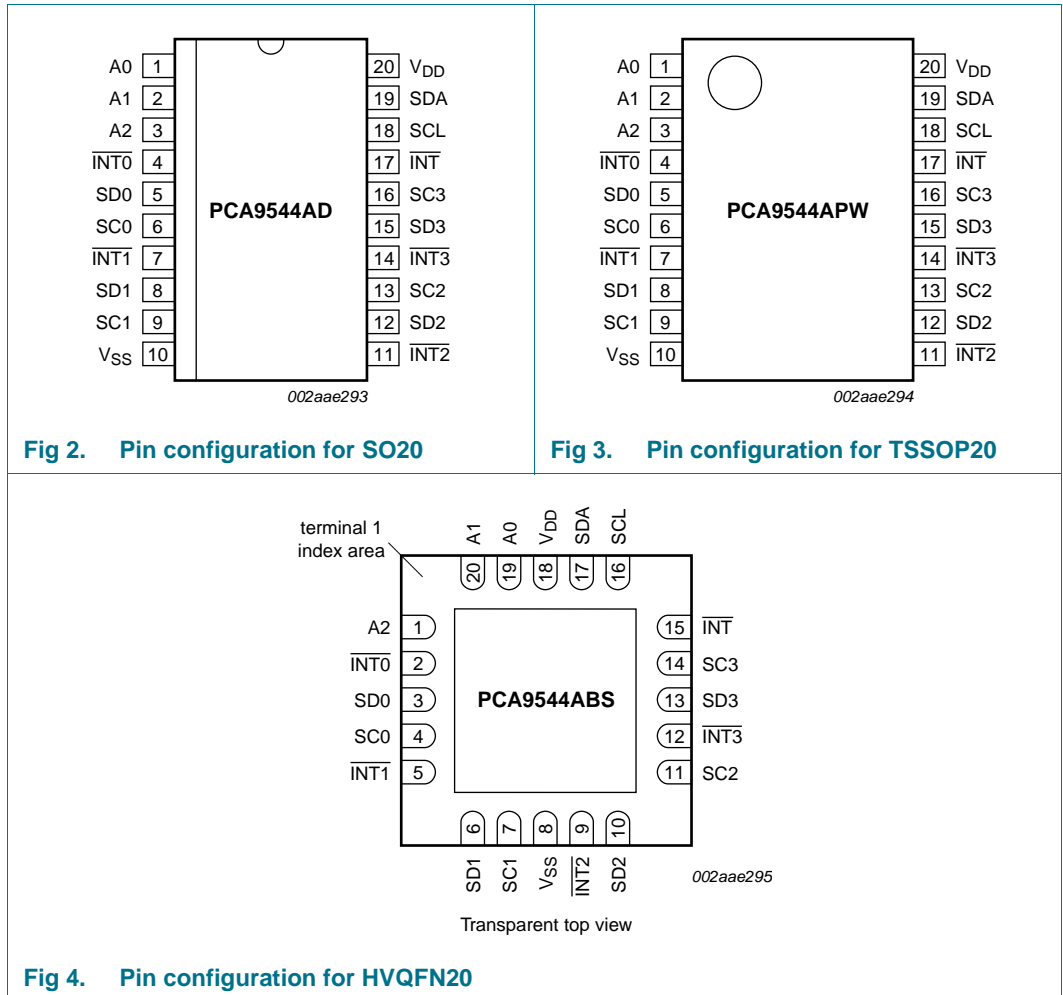 A0 1
A1 2
A2 3
INT0 4
SD0 5
SC0 6
INT1 7
SD1 8
SC1 9
VSS 10
PCA9544AD
20 VDD
19 SDA
18 SCL
17 INT
16 SC3
15 SD3
14 INT3
13 SC2
12 SD2
11 INT2
002aae293
Fig 2. Pin configuration for SO20
A0 1
A1 2
A2 3
INT0 4
SD0 5
SC0 6
INT1 7
SD1 8
SC1 9
VSS 10
PCA9544APW
20 VDD
19 SDA
18 SCL
17 INT
16 SC3
15 SD3
14 INT3
13 SC2
12 SD2
11 INT2
002aae294
Fig 3. Pin configuration for TSSOP20
terminal 1
index area
A1 A0 VDD SDA SCL
20 19 18 17 16
A2 1
INT0 2
SD0 3
SC0 4
INT1 5
PCA9544ABS
15 INT
14 SC3
13 SD3
12 INT3
11 SC2
6 7 8 9 10
SD1 SC1 VSS INT2 SD2
002aae295
Transparent top view
Fig 4. Pin configuration for HVQFN20